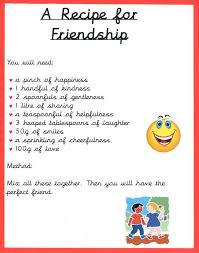 A Recipe for
Friendship
You will need:
a pinch of happiness
1 handful of kindness
2 spoonfuls of gentleness
1 litre of sharing
a teaspoonful of helpfulness
3 heaped tablespoons of laughter
50g of smiles
a sprinkling of cheerfulness
100g of love
Method:
Mix all these together. Then you will have the
perfect friend.